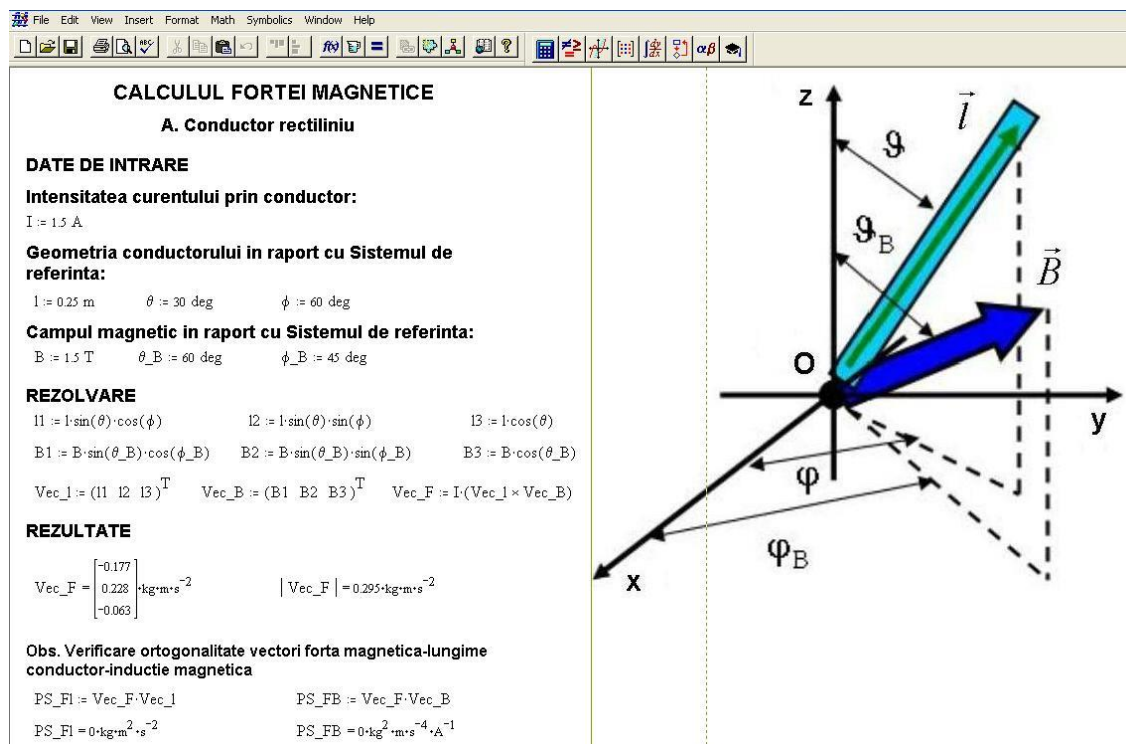 File Edit View Insert Format Math Symbolics Window Help
CALCULUL FORTEI MAGNETICE
A. Conductor rectiliniu
DATE DE INTRARE
Intensitatea curentului prin conductor:
I := 1.5 A
Geometria conductorului in raport cu Sistemul de
referinta:
l := 0.25 m θ := 30 deg ϕ := 60 deg
Campul magnetic in raport cu Sistemul de referinta:
B := 1.5 T θ_B := 60 deg ϕ_B := 45 deg
REZOLVARE
l1 := l·sin(θ)·cos(ϕ) l2 := l·sin(θ)·sin(ϕ) l3 := l·cos(θ)
B1 := B·sin(θ_B)·cos(ϕ_B) B2 := B·sin(θ_B)·sin(ϕ_B) B3 := B·cos(θ_B)
Vec_l := (l1 l2 l3)^T Vec_B := (B1 B2 B3)^T Vec_F := I·(Vec_l × Vec_B)
REZULTATE
Vec_F = [-0.177 0.228 -0.063]·kg·m·s^-2 | Vec_F | = 0.295·kg·m·s^-2
Obs. Verificare ortogonalitate vectori forta magnetica-lungime
conductor-inductie magnetica
PS_Fl := Vec_F·Vec_l PS_FB := Vec_F·Vec_B
PS_Fl = 0·kg·m^2·s^-2 PS_FB = 0·kg^2·m·s^-4·A^-1
z
l⃗
ϑ
ϑ_B
B⃗
O
y
φ
φ_B
x